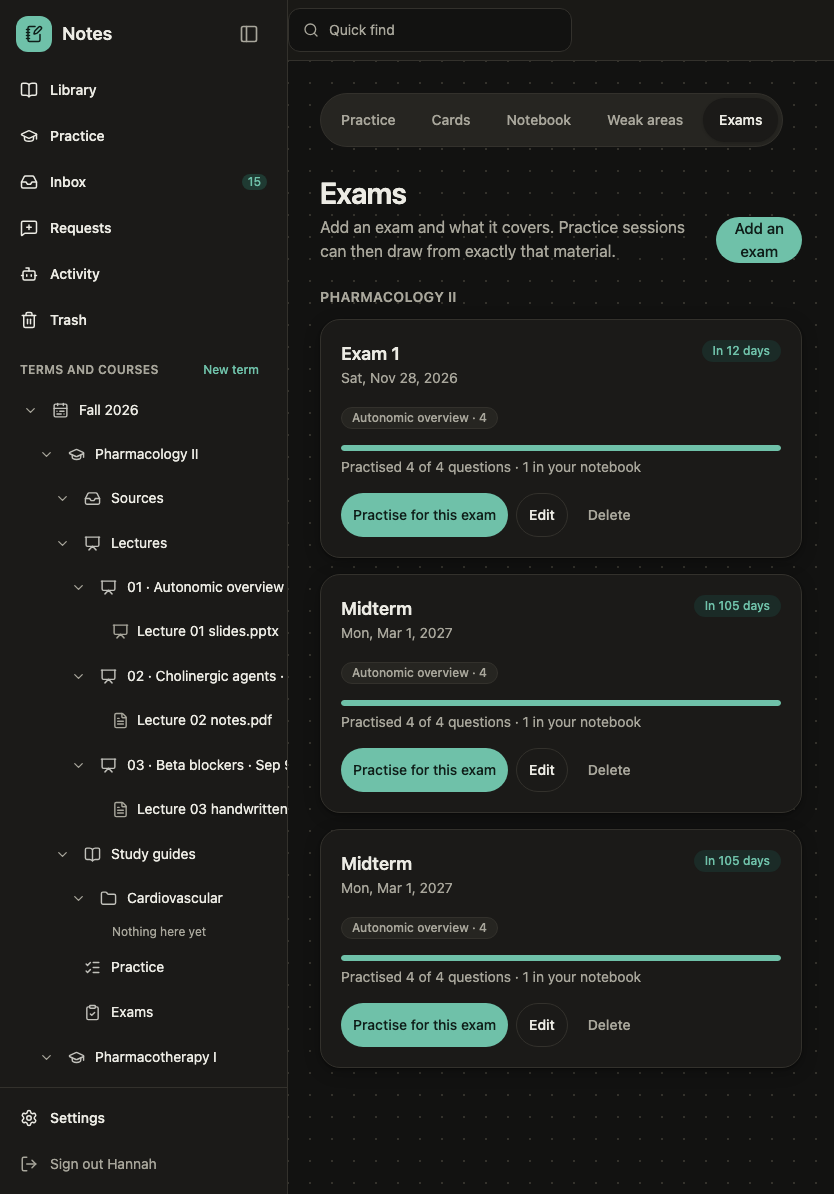 Notes
Library
Practice
Inbox 15
Requests
Activity
Trash
TERMS AND COURSES New term
Fall 2026
Pharmacology II
Sources
Lectures
01 · Autonomic overview
Lecture 01 slides.pptx
02 · Cholinergic agents ·
Lecture 02 notes.pdf
03 · Beta blockers · Sep
Lecture 03 handwritten
Study guides
Cardiovascular
Nothing here yet
Practice
Exams
Pharmacotherapy I
Settings
Sign out Hannah
Quick find
Practice Cards Notebook Weak areas Exams
Exams
Add an exam and what it covers. Practice sessions
can then draw from exactly that material.
Add an
exam
PHARMACOLOGY II
Exam 1 In 12 days
Sat, Nov 28, 2026
Autonomic overview · 4
Practised 4 of 4 questions · 1 in your notebook
Practise for this exam Edit Delete
Midterm In 105 days
Mon, Mar 1, 2027
Autonomic overview · 4
Practised 4 of 4 questions · 1 in your notebook
Practise for this exam Edit Delete
Midterm In 105 days
Mon, Mar 1, 2027
Autonomic overview · 4
Practised 4 of 4 questions · 1 in your notebook
Practise for this exam Edit Delete